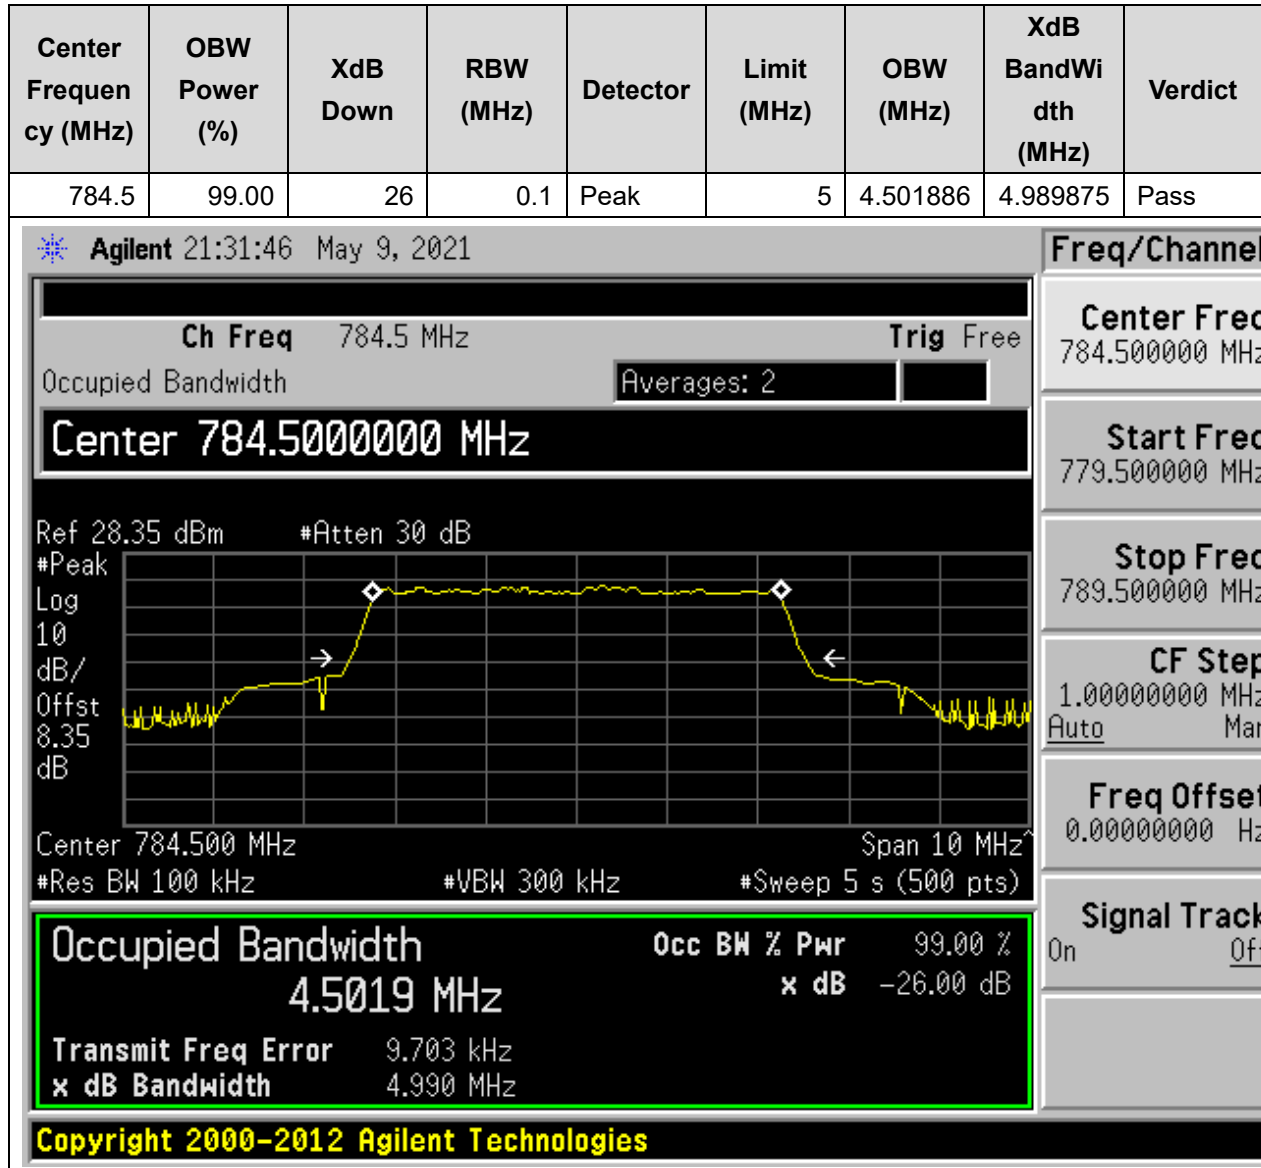 Center Frequen cy (MHz) OBW Power (%) XdB Down RBW (MHz) Detector Limit (MHz) OBW (MHz) XdB BandWi dth (MHz) Verdict
784.5 99.00 26 0.1 Peak 5 4.501886 4.989875 Pass
Agilent 21:31:46 May 9, 2021
Freq/Channel
Ch Freq 784.5 MHz Trig Free
Occupied Bandwidth Averages: 2
Center 784.5000000 MHz
Center Freq
784.500000 MHz
Start Freq
779.500000 MHz
Stop Freq
789.500000 MHz
CF Step
1.00000000 MHz
Auto Man
Freq Offset
0.00000000 Hz
Signal Track
On Off
Ref 28.35 dBm #Atten 30 dB
#Peak
Log
10
dB/
Offst
8.35
dB
Center 784.500 MHz Span 10 MHz^
#Res BW 100 kHz #VBW 300 kHz #Sweep 5 s (500 pts)
Occupied Bandwidth Occ BW % Pwr 99.00 %
4.5019 MHz x dB -26.00 dB
Transmit Freq Error 9.703 kHz
x dB Bandwidth 4.990 MHz
Copyright 2000-2012 Agilent Technologies